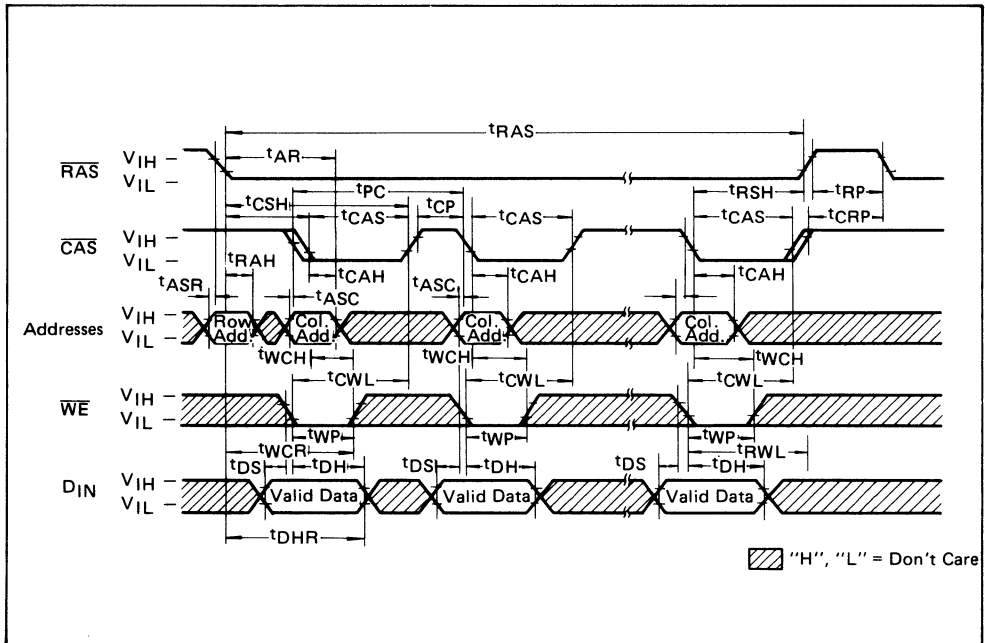 tRAS
tAR
RAS VIH
VIL
tPC
tRSH
tRP
tCSH
tCAS
tCP
tCAS
tCAS
tCRP
CAS VIH
VIL
tRAH
tCAH
tCAH
tCAH
tASR
tASC
tASC
Addresses VIH
VIL
Row Add.
Col. Add.
Col. Add.
Col. Add.
tWCH
tWCH
tWCH
tCWL
tCWL
tCWL
WE VIH
VIL
tWP
tWP
tWP
tWCR
tRWL
tDS
tDH
tDS
tDH
tDS
tDH
DIN VIH
VIL
Valid Data
Valid Data
Valid Data
tDHR
"H", "L" = Don't Care